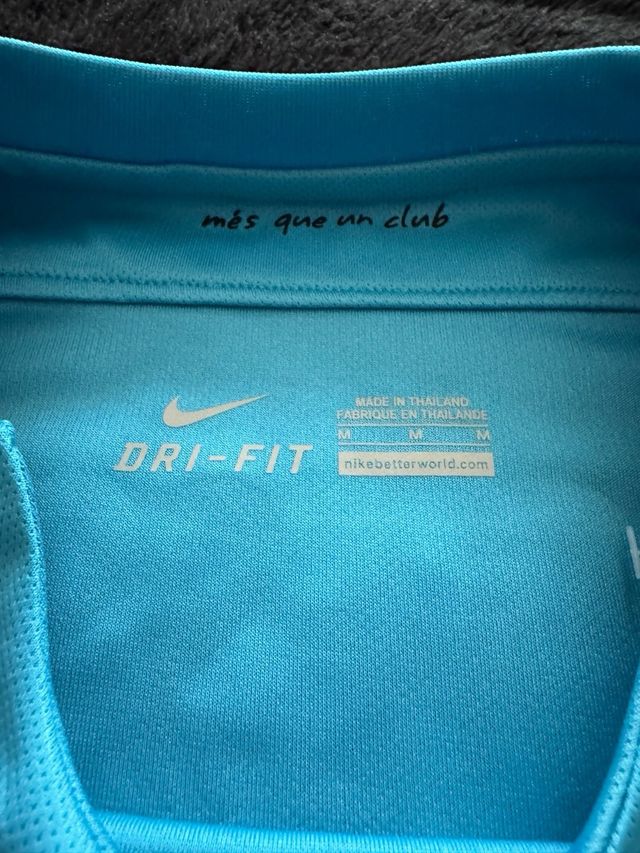 més que un club
DRI-FIT
MADE IN THAILAND
FABRIQUE EN THAILANDE
M M M
nikebetterworld.com